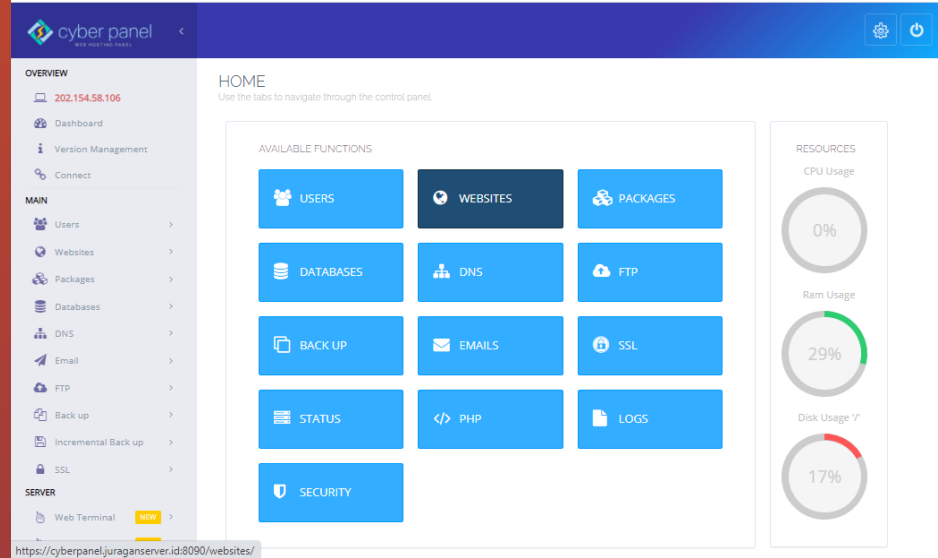 cyber panel
WEB HOSTING PANEL
OVERVIEW
202.154.58.106
Dashboard
Version Management
Connect
MAIN
Users
Websites
Packages
Databases
DNS
Email
FTP
Back up
Incremental Back up
SSL
SERVER
Web Terminal NEW
HOME
Use the tabs to navigate through the control panel.
AVAILABLE FUNCTIONS
USERS WEBSITES PACKAGES
DATABASES DNS FTP
BACK UP EMAILS SSL
STATUS PHP LOGS
SECURITY
RESOURCES
CPU Usage
0%
Ram Usage
29%
Disk Usage '/'
17%
https://cyberpanel.juraganserver.id:8090/websites/